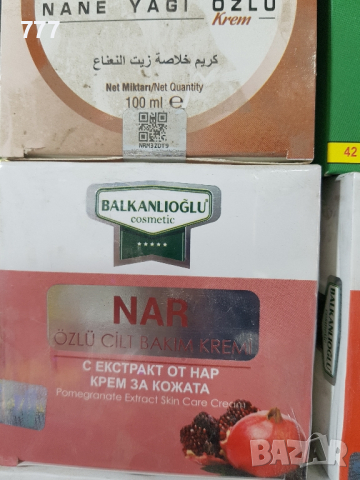 777
NANE YAĞI ÖZLÜ
Krem
كريم خلاصة زيت النعناع
Net Miktarı/Net Quantity
100 ml e
NRM3ZDT9
42
BALKANLIOĞLU
cosmetic
NAR
ÖZLÜ CİLT BAKIM KREMİ
С ЕКСТРАКТ ОТ НАР
КРЕМ ЗА КОЖАТА
Pomegranate Extract Skin Care Cream
BALKANLIOĞLU
BAZAR